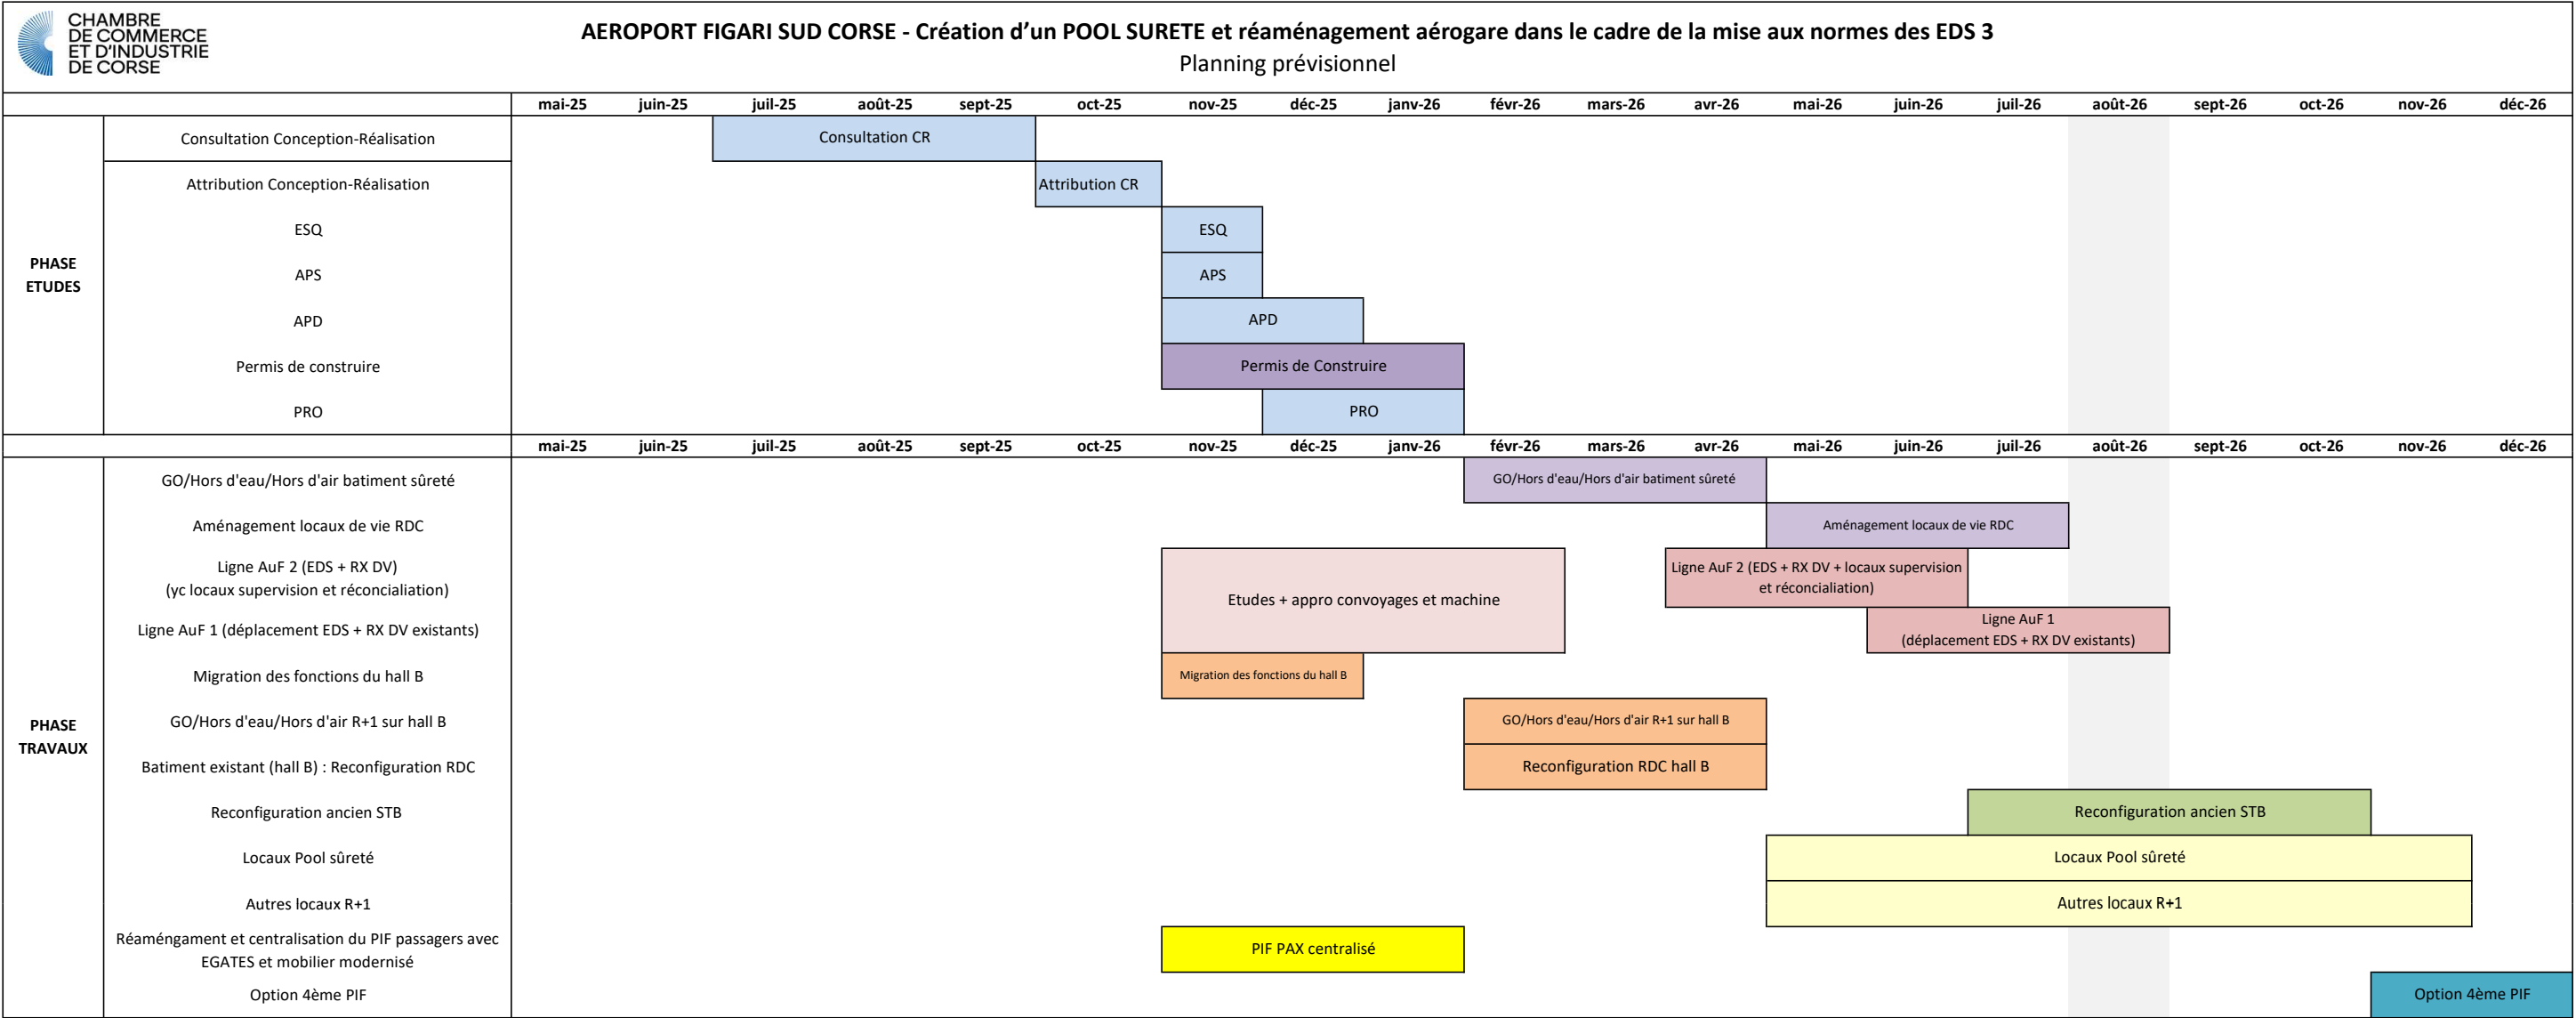 CHAMBRE
DE COMMERCE
ET D'INDUSTRIE
DE CORSE
AEROPORT FIGARI SUD CORSE - Création d’un POOL SURETE et réaménagement aérogare dans le cadre de la mise aux normes des EDS 3
Planning prévisionnel
mai-25 juin-25 juil-25 août-25 sept-25 oct-25 nov-25 déc-25 janv-26 févr-26 mars-26 avr-26 mai-26 juin-26 juil-26 août-26 sept-26 oct-26 nov-26 déc-26
PHASE
ETUDES
Consultation Conception-Réalisation
Consultation CR
Attribution Conception-Réalisation
Attribution CR
ESQ
ESQ
APS
APS
APD
APD
Permis de construire
Permis de Construire
PRO
PRO
mai-25 juin-25 juil-25 août-25 sept-25 oct-25 nov-25 déc-25 janv-26 févr-26 mars-26 avr-26 mai-26 juin-26 juil-26 août-26 sept-26 oct-26 nov-26 déc-26
PHASE
TRAVAUX
GO/Hors d'eau/Hors d'air batiment sûreté
GO/Hors d'eau/Hors d'air batiment sûreté
Aménagement locaux de vie RDC
Aménagement locaux de vie RDC
Ligne AuF 2 (EDS + RX DV)
(yc locaux supervision et réconcialiation)
Etudes + appro convoyages et machine
Ligne AuF 2 (EDS + RX DV + locaux supervision
et réconcialiation)
Ligne AuF 1 (déplacement EDS + RX DV existants)
Ligne AuF 1
(déplacement EDS + RX DV existants)
Migration des fonctions du hall B
Migration des fonctions du hall B
GO/Hors d'eau/Hors d'air R+1 sur hall B
GO/Hors d'eau/Hors d'air R+1 sur hall B
Batiment existant (hall B) : Reconfiguration RDC
Reconfiguration RDC hall B
Reconfiguration ancien STB
Reconfiguration ancien STB
Locaux Pool sûreté
Locaux Pool sûreté
Autres locaux R+1
Autres locaux R+1
Réaméngament et centralisation du PIF passagers avec
EGATES et mobilier modernisé
PIF PAX centralisé
Option 4ème PIF
Option 4ème PIF